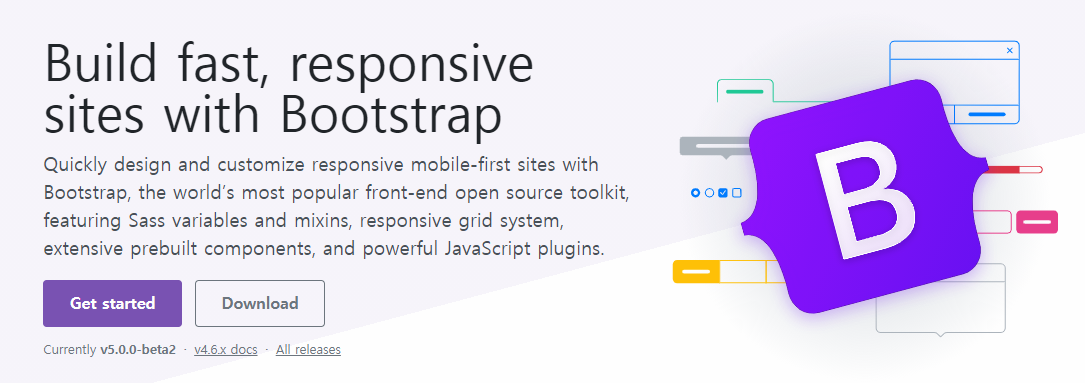 Build fast, responsive
sites with Bootstrap
Quickly design and customize responsive mobile-first sites with
Bootstrap, the world’s most popular front-end open source toolkit,
featuring Sass variables and mixins, responsive grid system,
extensive prebuilt components, and powerful JavaScript plugins.
Get started Download
Currently v5.0.0-beta2 · v4.6.x docs · All releases
B